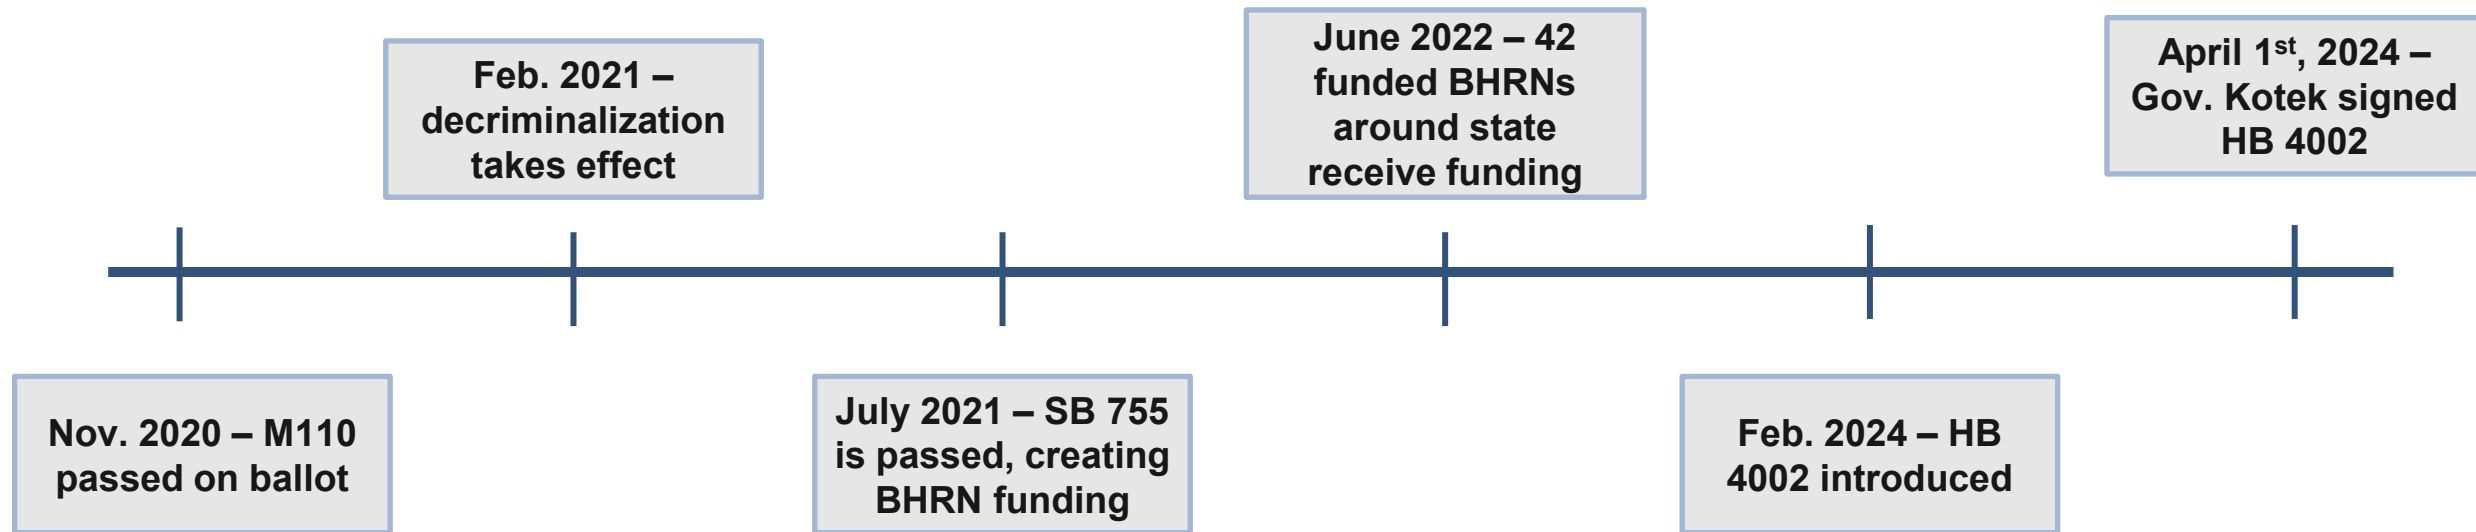 Nov. 2020 – M110
passed on ballot
Feb. 2021 –
decriminalization
takes effect
July 2021 – SB 755
is passed, creating
BHRN funding
June 2022 – 42
funded BHRNs
around state
receive funding
Feb. 2024 – HB
4002 introduced
April 1st, 2024 –
Gov. Kotek signed
HB 4002